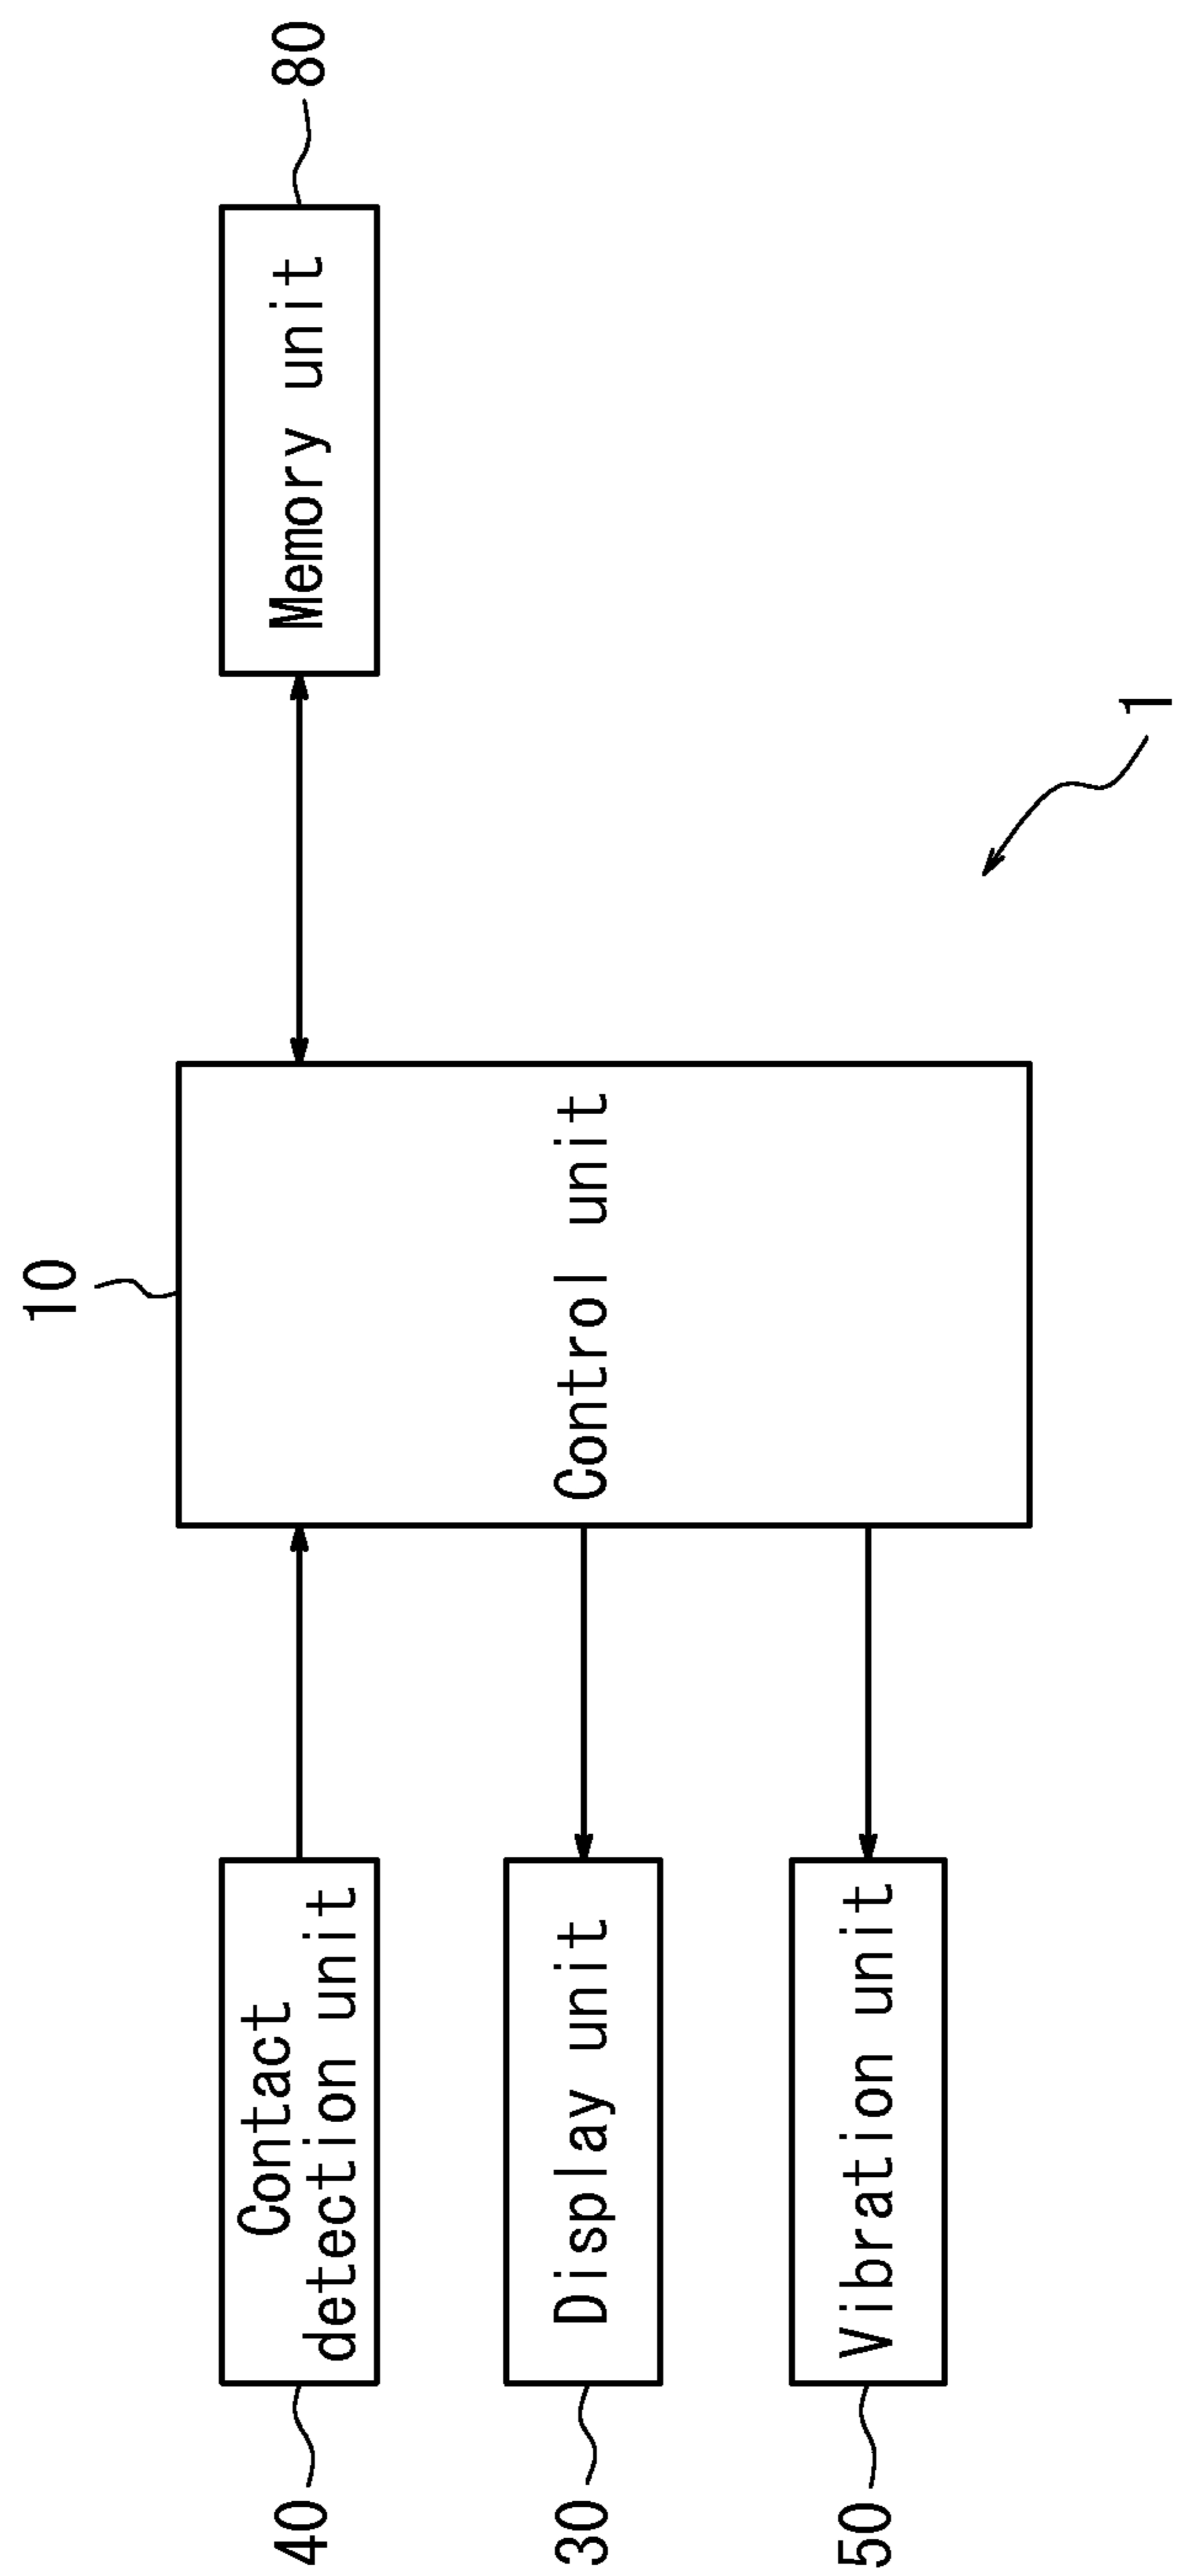 10
40
Contact
detection unit
Control unit
Memory unit
80
30
Display unit
50
Vibration unit
1